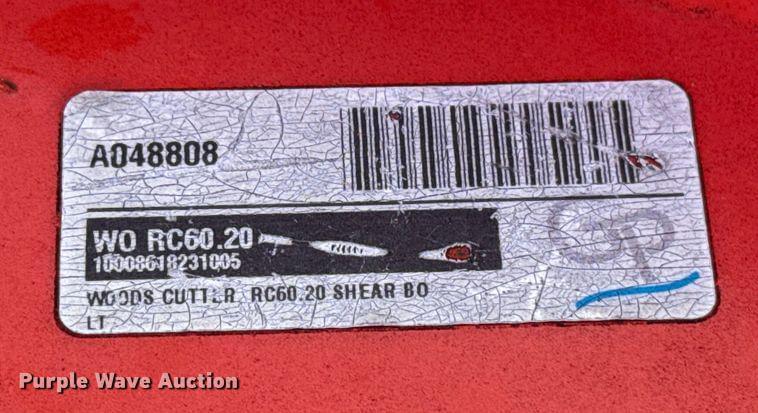 A048808
WO RC60.20
10008618231005
WOODS CUTTER, RC60.20 SHEAR BO
LT
Purple Wave Auction